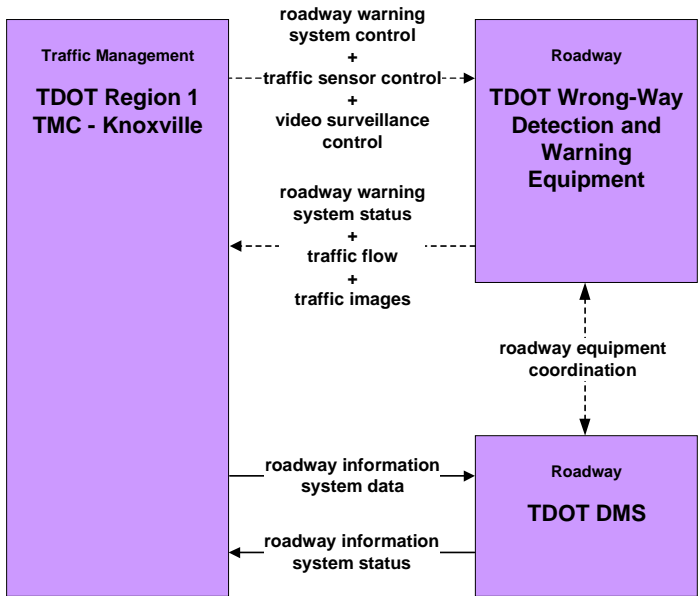 Traffic Management
TDOT Region 1
TMC - Knoxville
roadway warning
system control
+
traffic sensor control
+
video surveillance
control
roadway warning
system status
+
traffic flow
+
traffic images
Roadway
TDOT Wrong-Way
Detection and
Warning
Equipment
roadway equipment
coordination
roadway information
system data
roadway information
system status
Roadway
TDOT DMS